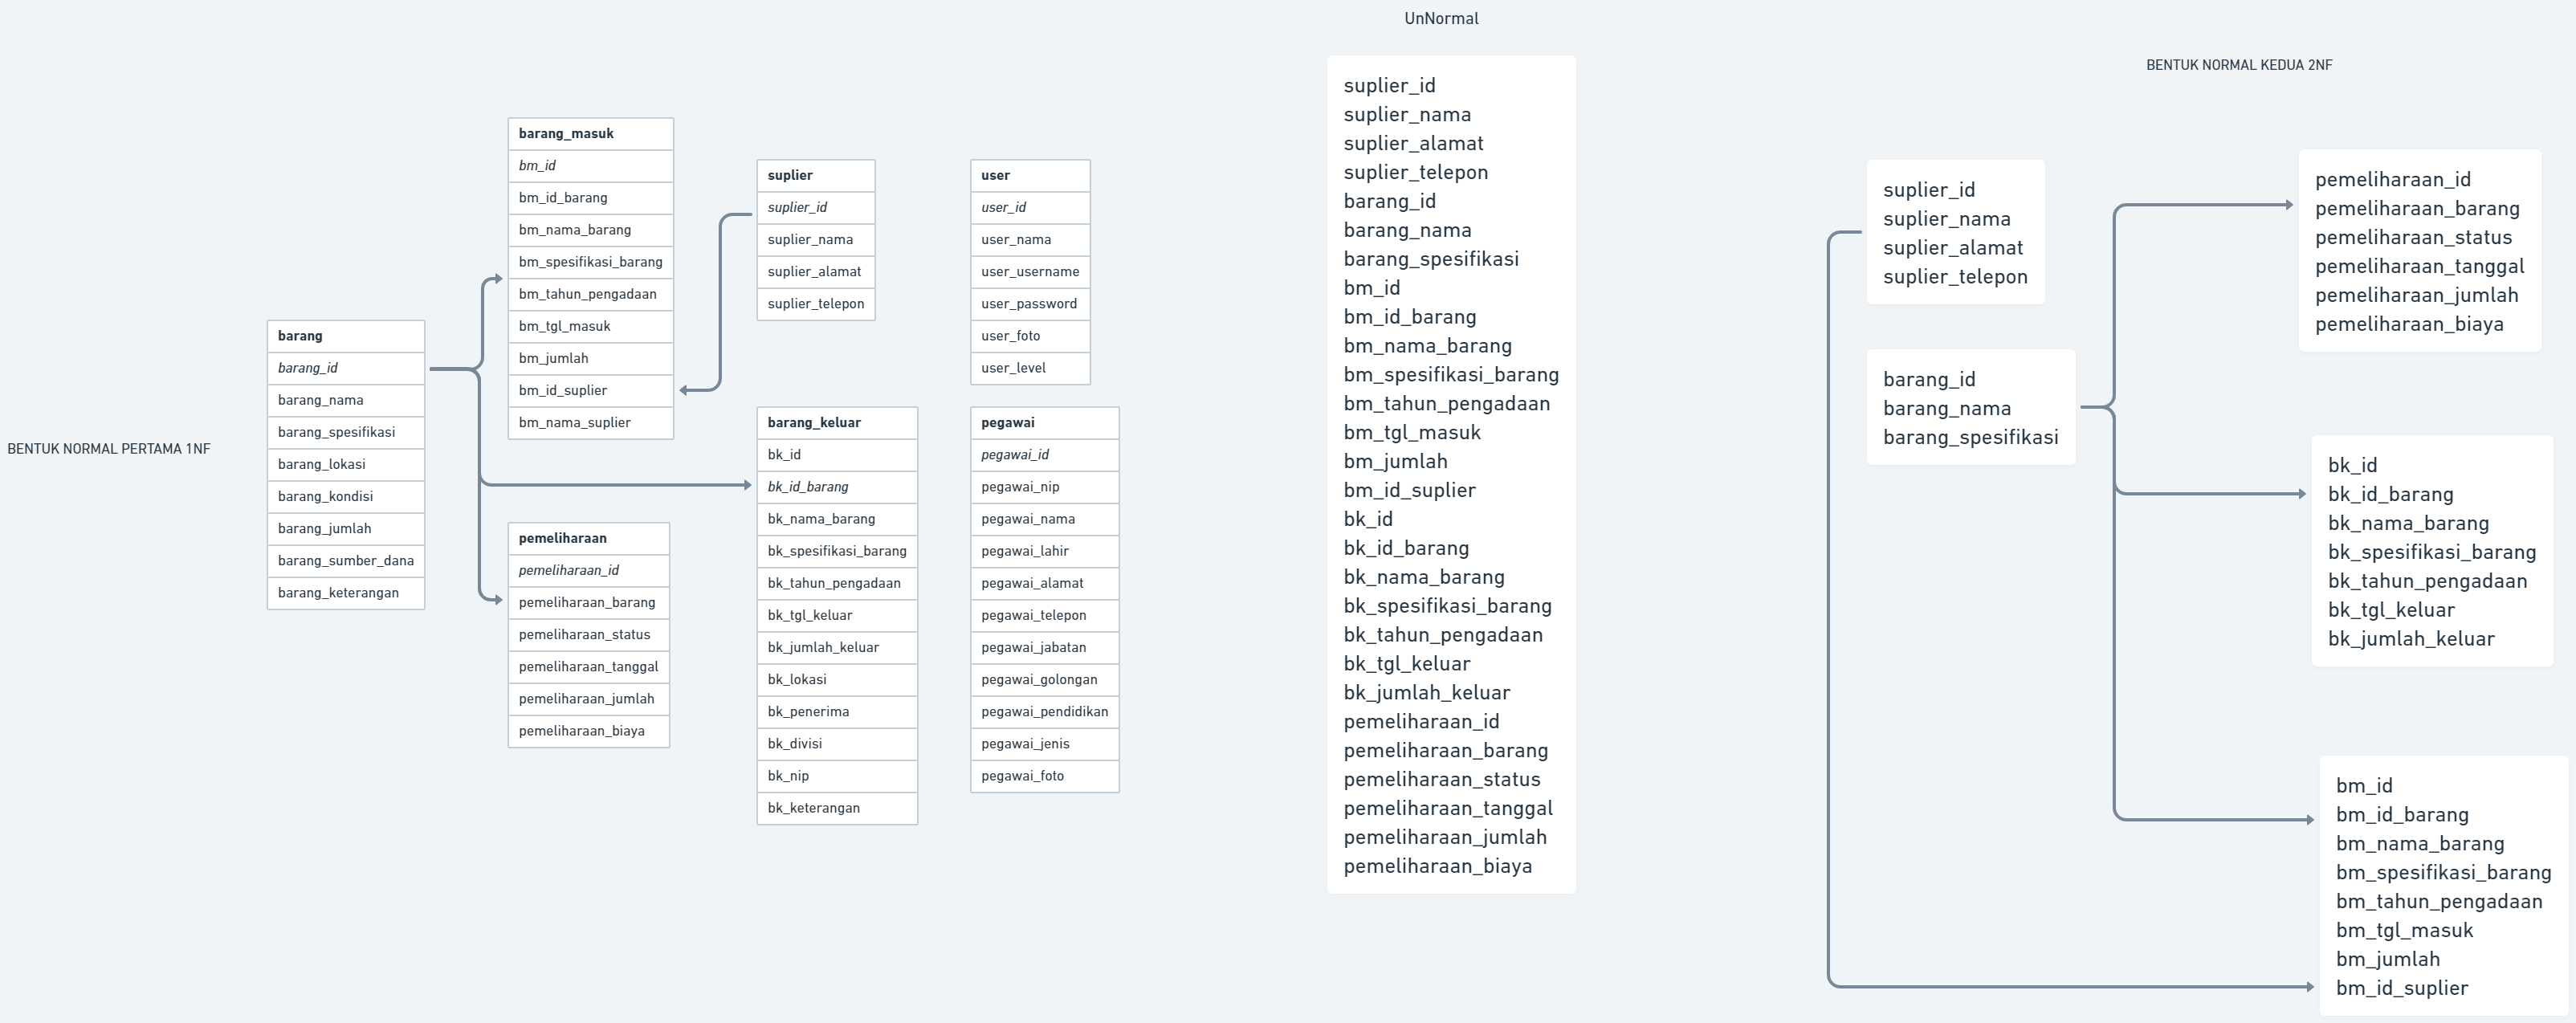 BENTUK NORMAL PERTAMA 1NF
barang
barang_id
barang_nama
barang_spesifikasi
barang_lokasi
barang_kondisi
barang_jumlah
barang_sumber_dana
barang_keterangan
barang_masuk
bm_id
bm_id_barang
bm_nama_barang
bm_spesifikasi_barang
bm_tahun_pengadaan
bm_tgl_masuk
bm_jumlah
bm_id_suplier
bm_nama_suplier
pemeliharaan
pemeliharaan_id
pemeliharaan_barang
pemeliharaan_status
pemeliharaan_tanggal
pemeliharaan_jumlah
pemeliharaan_biaya
suplier
suplier_id
suplier_nama
suplier_alamat
suplier_telepon
barang_keluar
bk_id
bk_id_barang
bk_nama_barang
bk_spesifikasi_barang
bk_tahun_pengadaan
bk_tgl_keluar
bk_jumlah_keluar
bk_lokasi
bk_penerima
bk_divisi
bk_nip
bk_keterangan
user
user_id
user_nama
user_username
user_password
user_foto
user_level
pegawai
pegawai_id
pegawai_nip
pegawai_nama
pegawai_lahir
pegawai_alamat
pegawai_telepon
pegawai_jabatan
pegawai_golongan
pegawai_pendidikan
pegawai_jenis
pegawai_foto
UnNormal
suplier_id
suplier_nama
suplier_alamat
suplier_telepon
barang_id
barang_nama
barang_spesifikasi
bm_id
bm_id_barang
bm_nama_barang
bm_spesifikasi_barang
bm_tahun_pengadaan
bm_tgl_masuk
bm_jumlah
bm_id_suplier
bk_id
bk_id_barang
bk_nama_barang
bk_spesifikasi_barang
bk_tahun_pengadaan
bk_tgl_keluar
bk_jumlah_keluar
pemeliharaan_id
pemeliharaan_barang
pemeliharaan_status
pemeliharaan_tanggal
pemeliharaan_jumlah
pemeliharaan_biaya
BENTUK NORMAL KEDUA 2NF
suplier_id
suplier_nama
suplier_alamat
suplier_telepon
barang_id
barang_nama
barang_spesifikasi
pemeliharaan_id
pemeliharaan_barang
pemeliharaan_status
pemeliharaan_tanggal
pemeliharaan_jumlah
pemeliharaan_biaya
bk_id
bk_id_barang
bk_nama_barang
bk_spesifikasi_barang
bk_tahun_pengadaan
bk_tgl_keluar
bk_jumlah_keluar
bm_id
bm_id_barang
bm_nama_barang
bm_spesifikasi_barang
bm_tahun_pengadaan
bm_tgl_masuk
bm_jumlah
bm_id_suplier